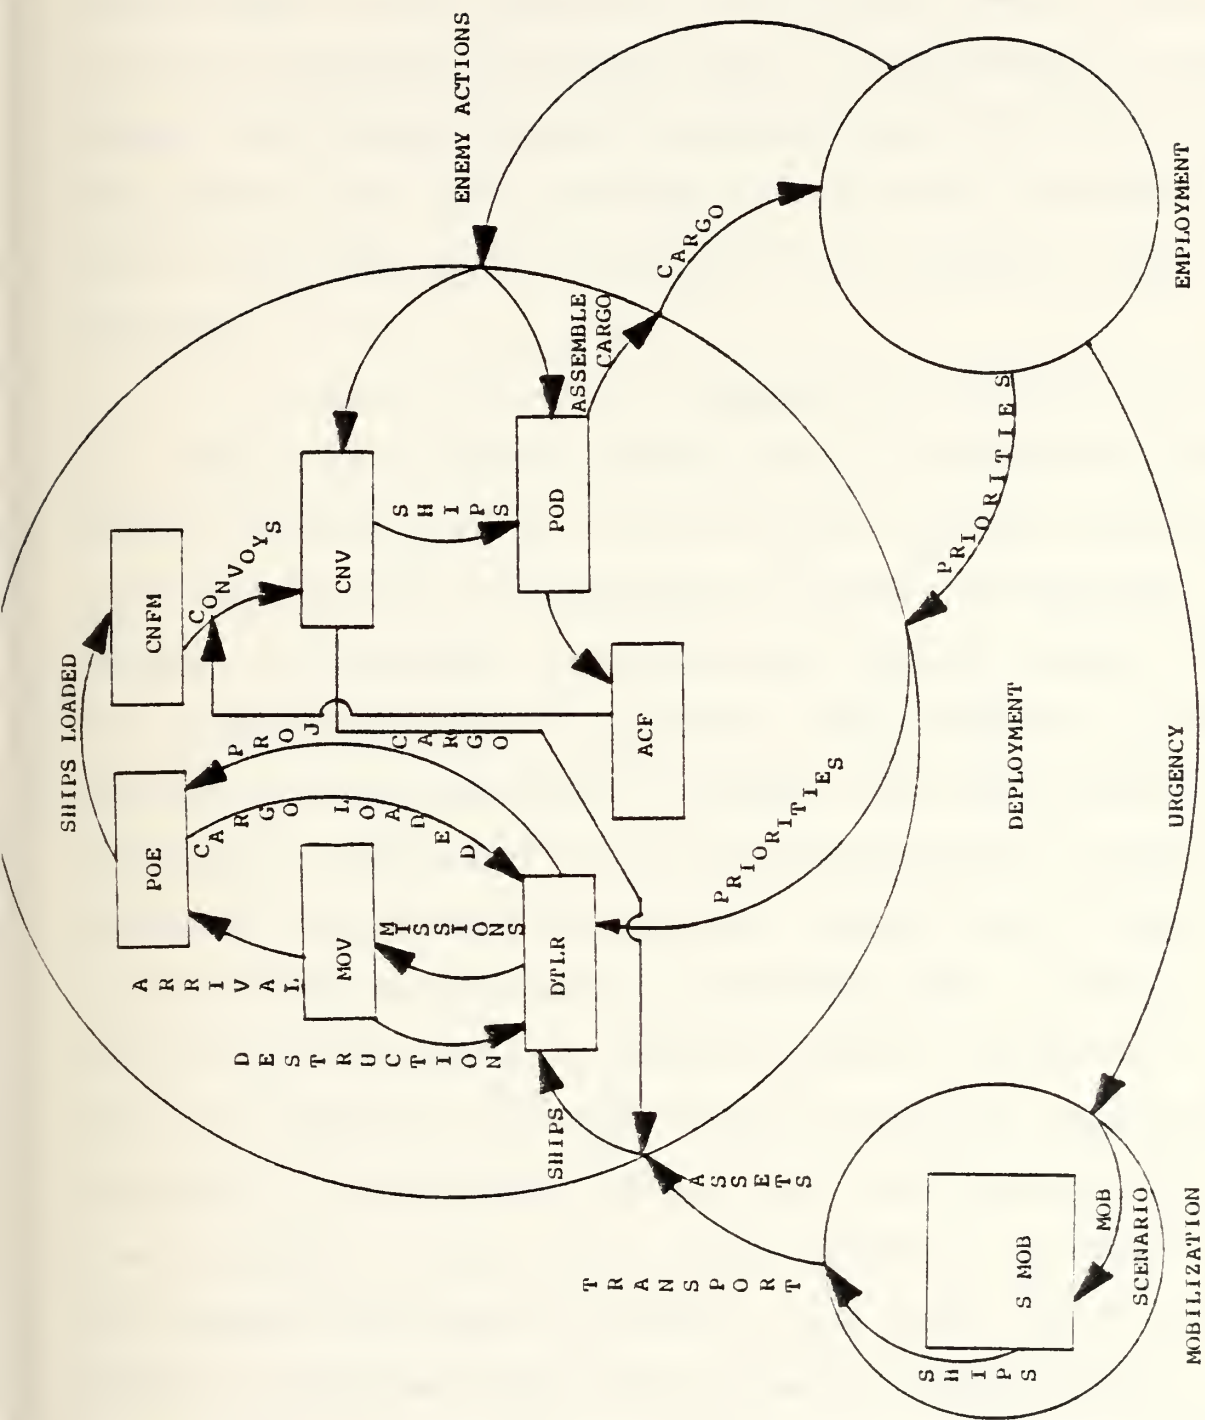 SHIPS LOADED
ENEMY ACTIONS
POE
CNFM
ARRIVAL
CARGO LOADED
PROJ CARGO
CONVOYS
DESTRUCTION
MOV
MISSIONS
CNV
SHIPS
SHIPS
DTLR
ACF
POD
ASSEMBLE
CARGO
CARGO
TRANSPORT
ASSETS
PRIORITIES
PRIORITIES
SHIPS
S MOB
MOB
SCENARIO
DEPLOYMENT
MOBILIZATION
URGENCY
EMPLOYMENT